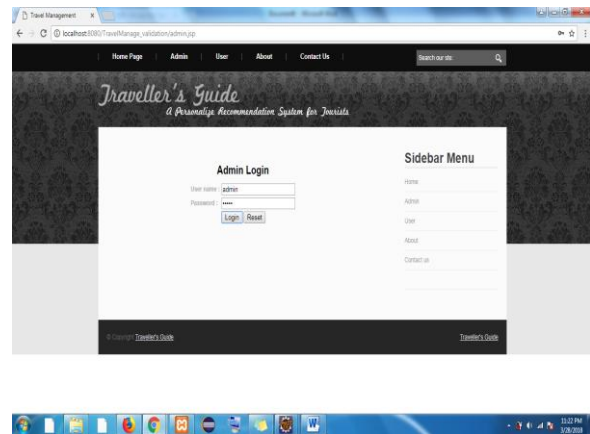 Travel Management
localhost:8080/TravelManage_validation/admin.jsp
Home Page Admin User About Contact Us Search our site:
Traveller's Guide
A Personalize Recommendation System for Tourists
Admin Login
User name : admin
Password : •••••
Login Reset
Sidebar Menu
Home
Admin
User
About
Contact us
© Copyright Traveller's Guide Traveller's Guide
W
11:22 PM
3/28/2018